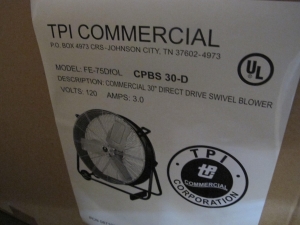 TPI COMMERCIAL
P.O. BOX 4973 CRS-JOHNSON CITY, TN 37602-4973
UL
MODEL: FE-75DfOL CPBS 30-D
DESCRIPTION: COMMERCIAL 30" DIRECT DRIVE SWIVEL BLOWER
VOLTS: 120 AMPS: 3.0
TPI
COMMERCIAL
CORPORATION